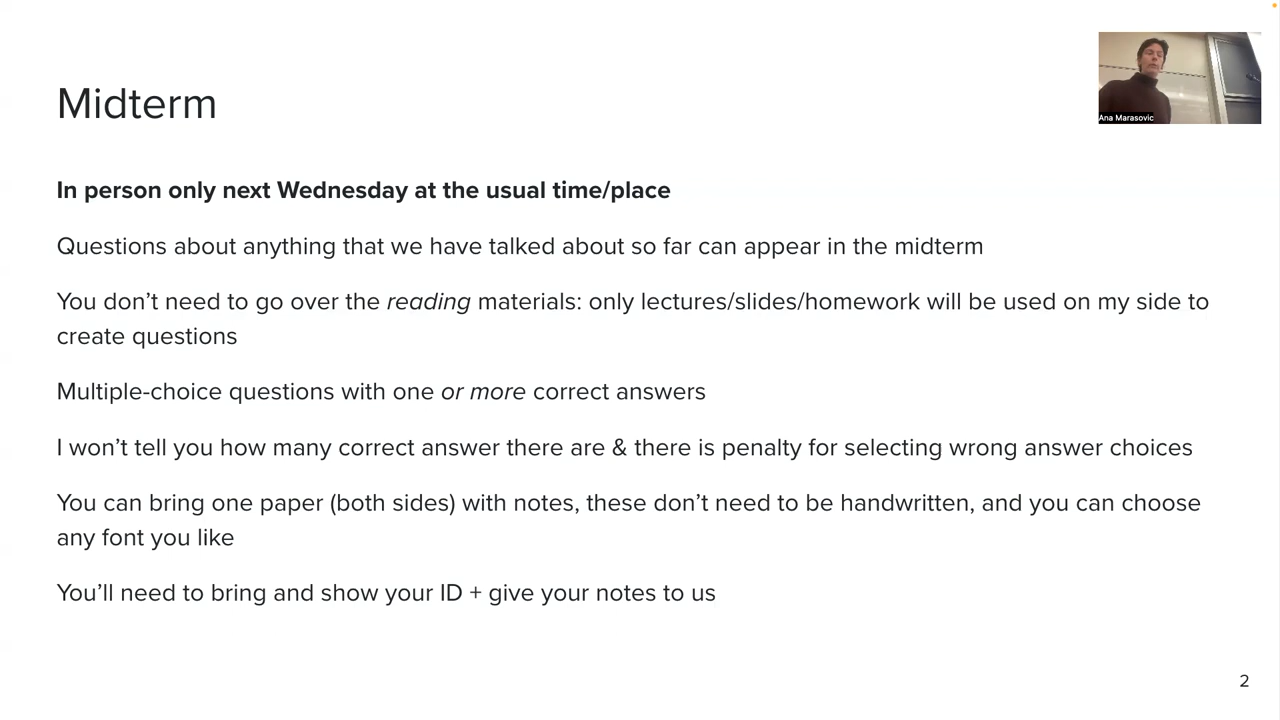 Midterm
Ana Marasovic
In person only next Wednesday at the usual time/place
Questions about anything that we have talked about so far can appear in the midterm
You don’t need to go over the reading materials: only lectures/slides/homework will be used on my side to
create questions
Multiple-choice questions with one or more correct answers
I won’t tell you how many correct answer there are & there is penalty for selecting wrong answer choices
You can bring one paper (both sides) with notes, these don’t need to be handwritten, and you can choose
any font you like
You’ll need to bring and show your ID + give your notes to us
2